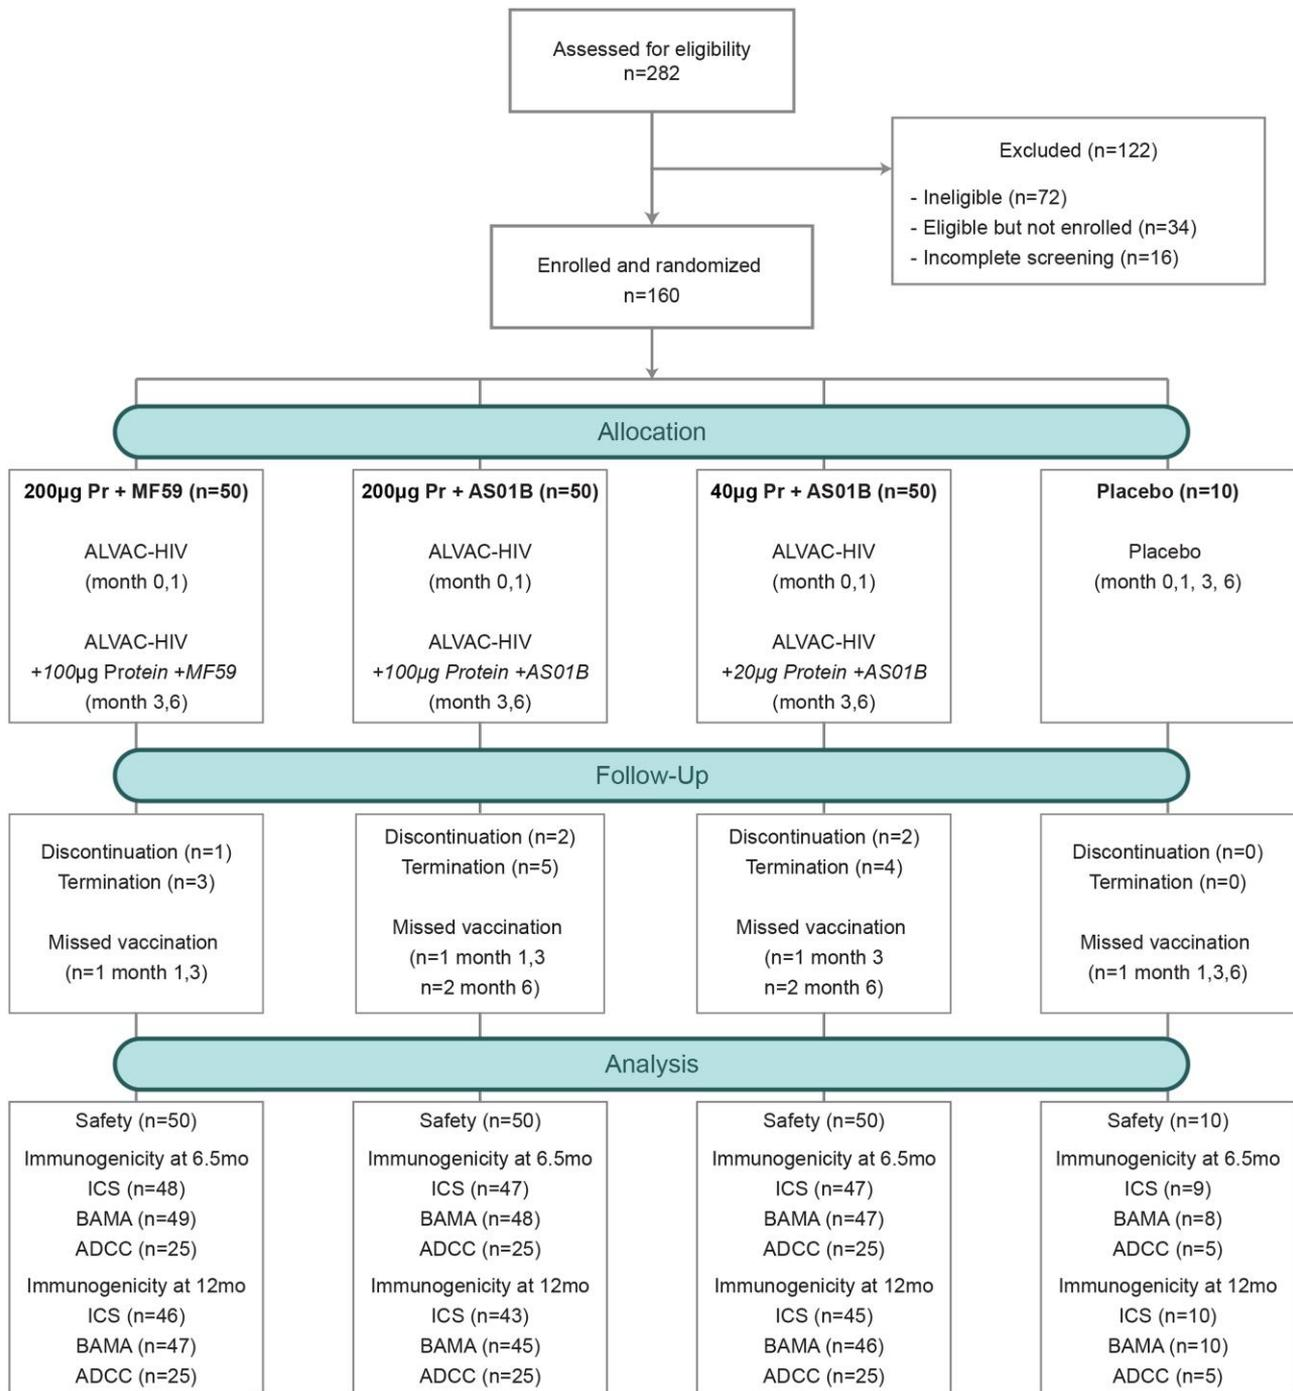 Assessed for eligibility
n=282
Excluded (n=122)
- Ineligible (n=72)
- Eligible but not enrolled (n=34)
- Incomplete screening (n=16)
Enrolled and randomized
n=160
Allocation
200µg Pr + MF59 (n=50)
ALVAC-HIV
(month 0,1)
ALVAC-HIV
+100µg Protein +MF59
(month 3,6)
200µg Pr + AS01B (n=50)
ALVAC-HIV
(month 0,1)
ALVAC-HIV
+100µg Protein +AS01B
(month 3,6)
40µg Pr + AS01B (n=50)
ALVAC-HIV
(month 0,1)
ALVAC-HIV
+20µg Protein +AS01B
(month 3,6)
Placebo (n=10)
Placebo
(month 0,1, 3, 6)
Follow-Up
Discontinuation (n=1)
Termination (n=3)
Missed vaccination
(n=1 month 1,3)
Discontinuation (n=2)
Termination (n=5)
Missed vaccination
(n=1 month 1,3
n=2 month 6)
Discontinuation (n=2)
Termination (n=4)
Missed vaccination
(n=1 month 3
n=2 month 6)
Discontinuation (n=0)
Termination (n=0)
Missed vaccination
(n=1 month 1,3,6)
Analysis
Safety (n=50)
Immunogenicity at 6.5mo
ICS (n=48)
BAMA (n=49)
ADCC (n=25)
Immunogenicity at 12mo
ICS (n=46)
BAMA (n=47)
ADCC (n=25)
Safety (n=50)
Immunogenicity at 6.5mo
ICS (n=47)
BAMA (n=48)
ADCC (n=25)
Immunogenicity at 12mo
ICS (n=43)
BAMA (n=45)
ADCC (n=25)
Safety (n=50)
Immunogenicity at 6.5mo
ICS (n=47)
BAMA (n=47)
ADCC (n=25)
Immunogenicity at 12mo
ICS (n=45)
BAMA (n=46)
ADCC (n=25)
Safety (n=10)
Immunogenicity at 6.5mo
ICS (n=9)
BAMA (n=8)
ADCC (n=5)
Immunogenicity at 12mo
ICS (n=10)
BAMA (n=10)
ADCC (n=5)